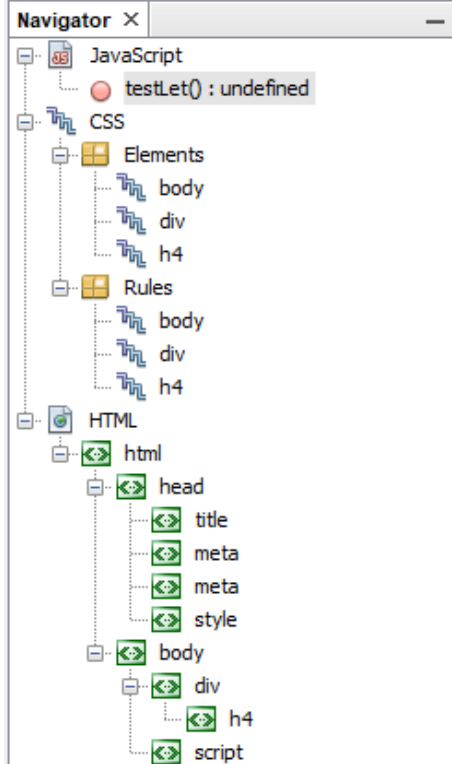 Navigator
JS JavaScript
testLet() : undefined
CSS
Elements
body
div
h4
Rules
body
div
h4
HTML
html
head
title
meta
meta
style
body
div
h4
script